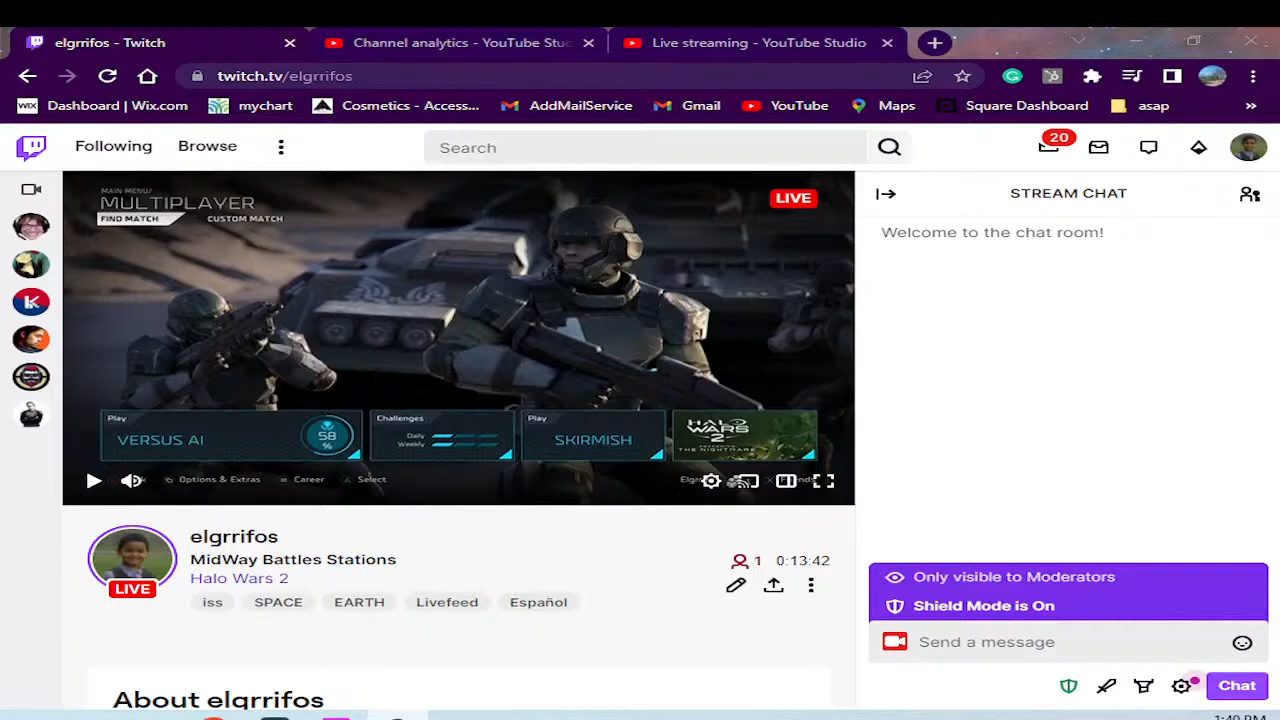 elgrrifos - Twitch
Channel analytics - YouTube Stu
Live streaming - YouTube Studio
twitch.tv/elgrrifos
WIX Dashboard | Wix.com
mychart
Cosmetics - Access...
AddMailService
Gmail
YouTube
Maps
Square Dashboard
asap
»
Following
Browse
Search
20
MAIN MENU/
MULTIPLAYER
FIND MATCH
CUSTOM MATCH
LIVE
STREAM CHAT
Welcome to the chat room!
Play
VERSUS AI
58
%
Challenges
Daily
Weekly
Play
SKIRMISH
HALO
WARS
2
THE NIGHTMARE
Options & Extras
Career
A Select
elgrrifos
MidWay Battles Stations
Halo Wars 2
LIVE
1 0:13:42
iss
SPACE
EARTH
Livefeed
Español
Only visible to Moderators
Shield Mode is On
Send a message
Chat
About elgrrifos
1:40 PM